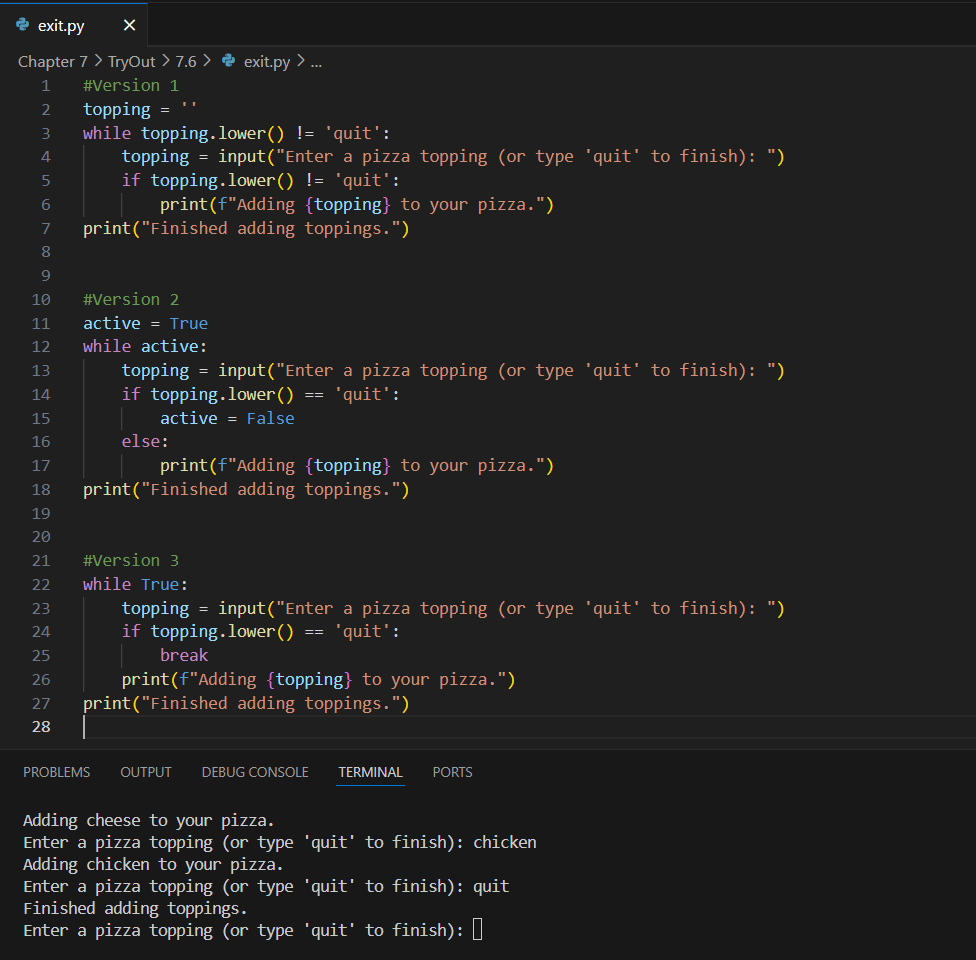 exit.py
Chapter 7 > TryOut > 7.6 > exit.py > ...
1 #Version 1
2 topping = ''
3 while topping.lower() != 'quit':
4     topping = input("Enter a pizza topping (or type 'quit' to finish): ")
5     if topping.lower() != 'quit':
6         print(f"Adding {topping} to your pizza.")
7 print("Finished adding toppings.")
8
9
10 #Version 2
11 active = True
12 while active:
13     topping = input("Enter a pizza topping (or type 'quit' to finish): ")
14     if topping.lower() == 'quit':
15         active = False
16     else:
17         print(f"Adding {topping} to your pizza.")
18 print("Finished adding toppings.")
19
20
21 #Version 3
22 while True:
23     topping = input("Enter a pizza topping (or type 'quit' to finish): ")
24     if topping.lower() == 'quit':
25         break
26     print(f"Adding {topping} to your pizza.")
27 print("Finished adding toppings.")
28
PROBLEMS OUTPUT DEBUG CONSOLE TERMINAL PORTS
Adding cheese to your pizza.
Enter a pizza topping (or type 'quit' to finish): chicken
Adding chicken to your pizza.
Enter a pizza topping (or type 'quit' to finish): quit
Finished adding toppings.
Enter a pizza topping (or type 'quit' to finish):